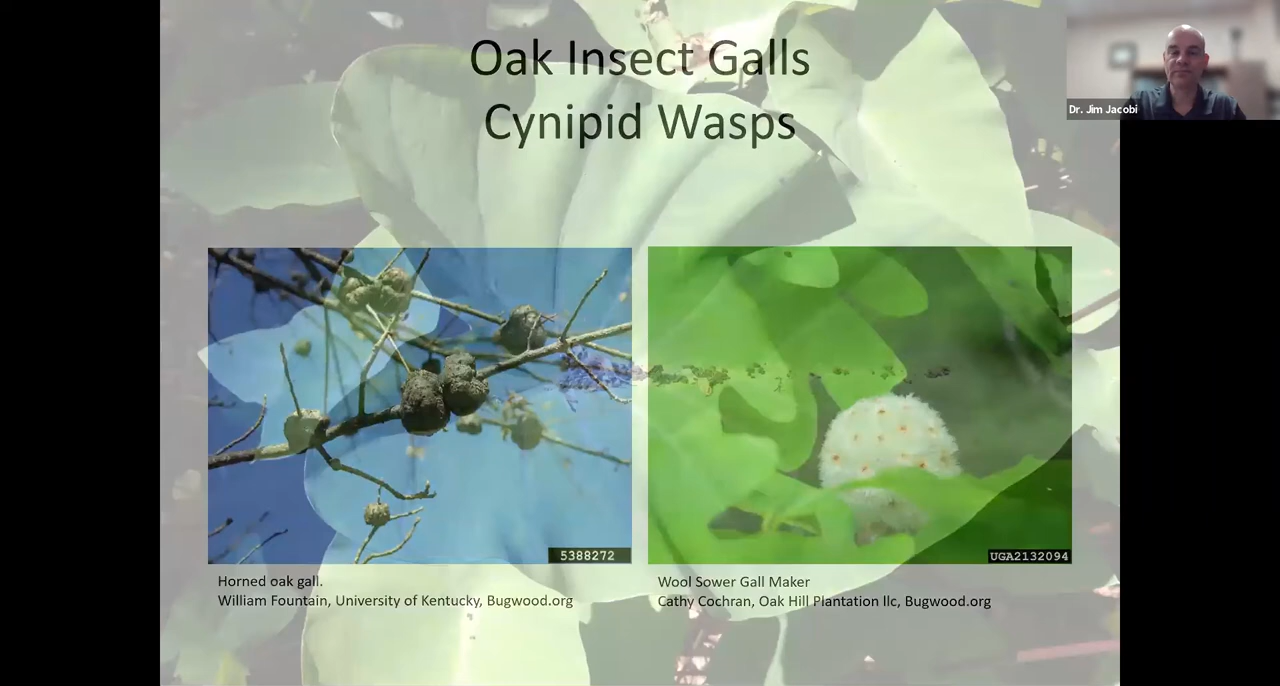 Oak Insect Galls
Cynipid Wasps
Dr. Jim Jacobi
5388272
UGA2132094
Horned oak gall.
William Fountain, University of Kentucky, Bugwood.org
Wool Sower Gall Maker
Cathy Cochran, Oak Hill Plantation llc, Bugwood.org